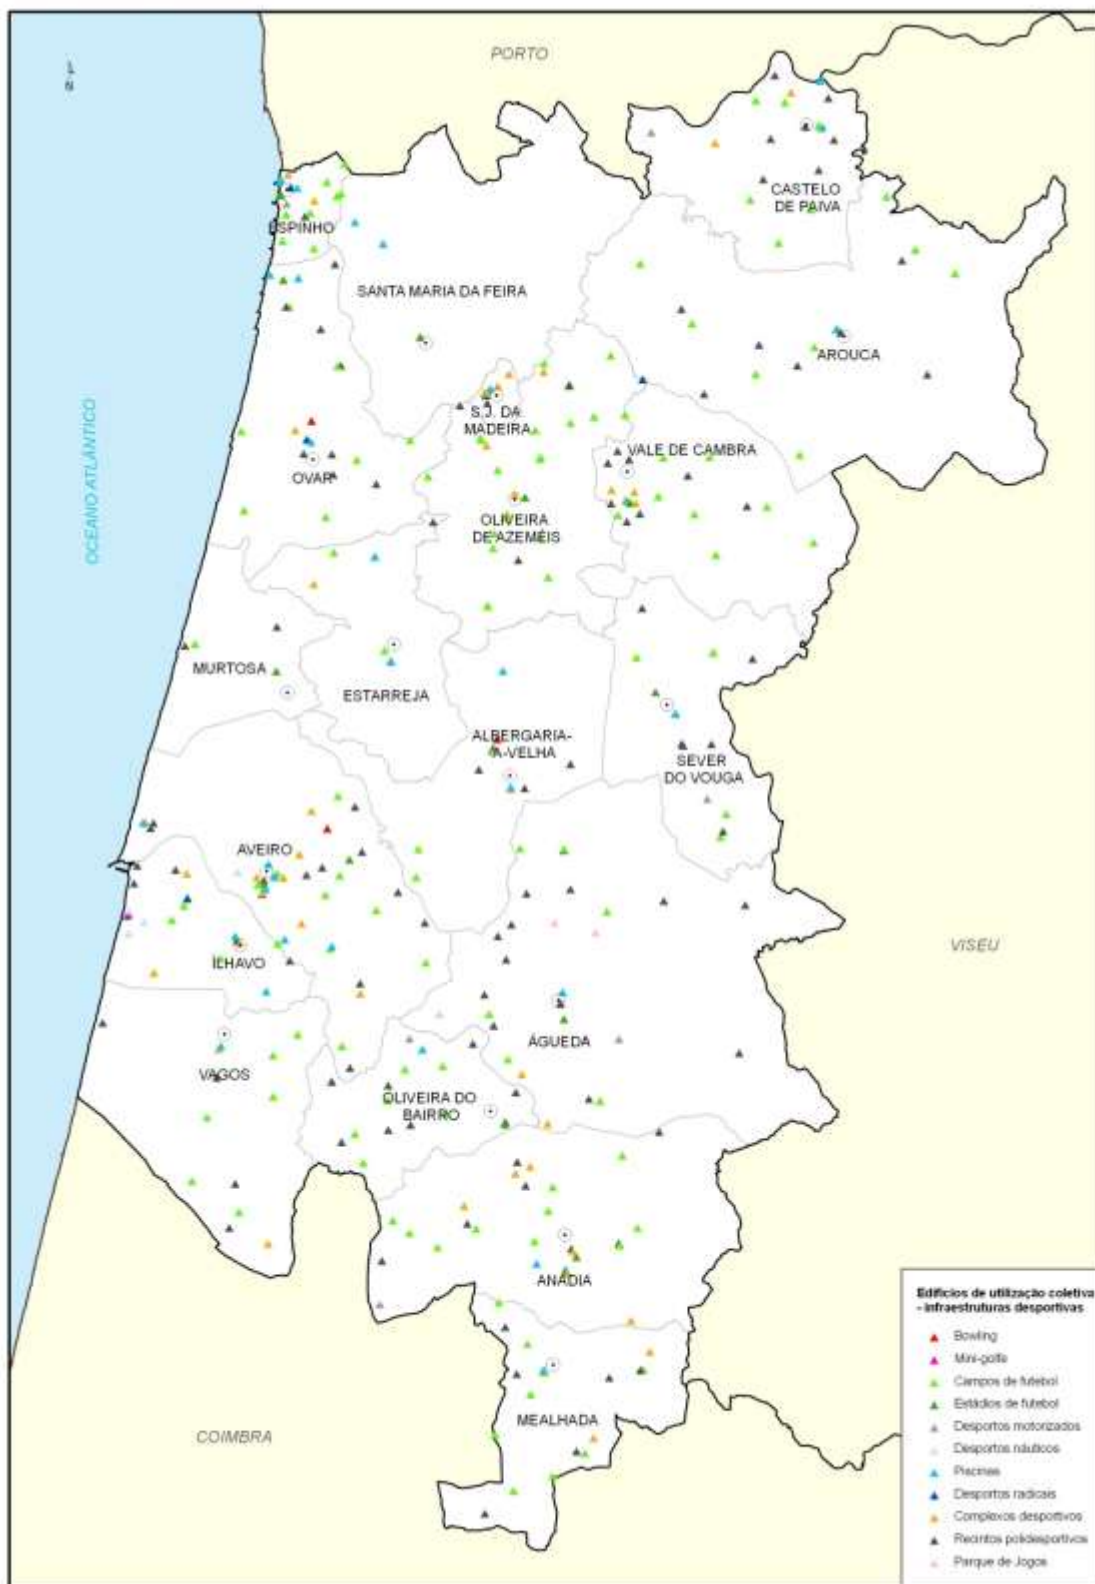 PORTO
N
CASTELO
DE PAIVA
ESPINHO
SANTA MARIA DA FEIRA
AROUCA
OCEANO ATLÂNTICO
S.J. DA
MADEIRA
VALE DE CAMBRA
OVAR
OLIVEIRA
DE AZEMÉIS
MURTOSA
ESTARREJA
ALBERGARIA-
A-VELHA
SEVER
DO VOUGA
AVEIRO
ÍLHAVO
VISEU
ÁGUEDA
VAGOS
OLIVEIRA DO
BAIRRO
ANADIA
MEALHADA
COIMBRA
Edifícios de utilização coletiva
- infraestruturas desportivas
Bowling
Mini-golfe
Campos de futebol
Estádios de futebol
Desportos motorizados
Desportos náuticos
Piscinas
Desportos radicais
Complexos desportivos
Recintos polidesportivos
Parque de Jogos